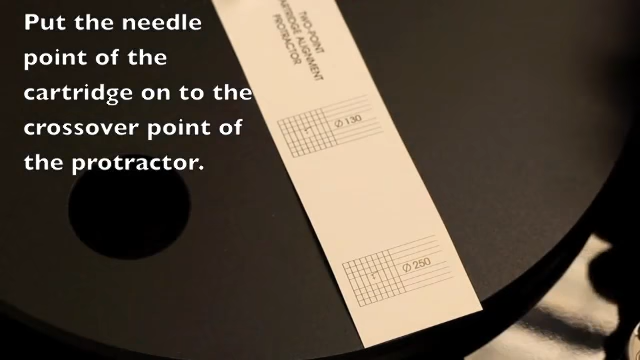 Put the needle
point of the
cartridge on to the
crossover point of
the protractor.
TWO-POINT
CARTRIDGE ALIGNMENT
PROTRACTOR
∅ 130
∅ 250